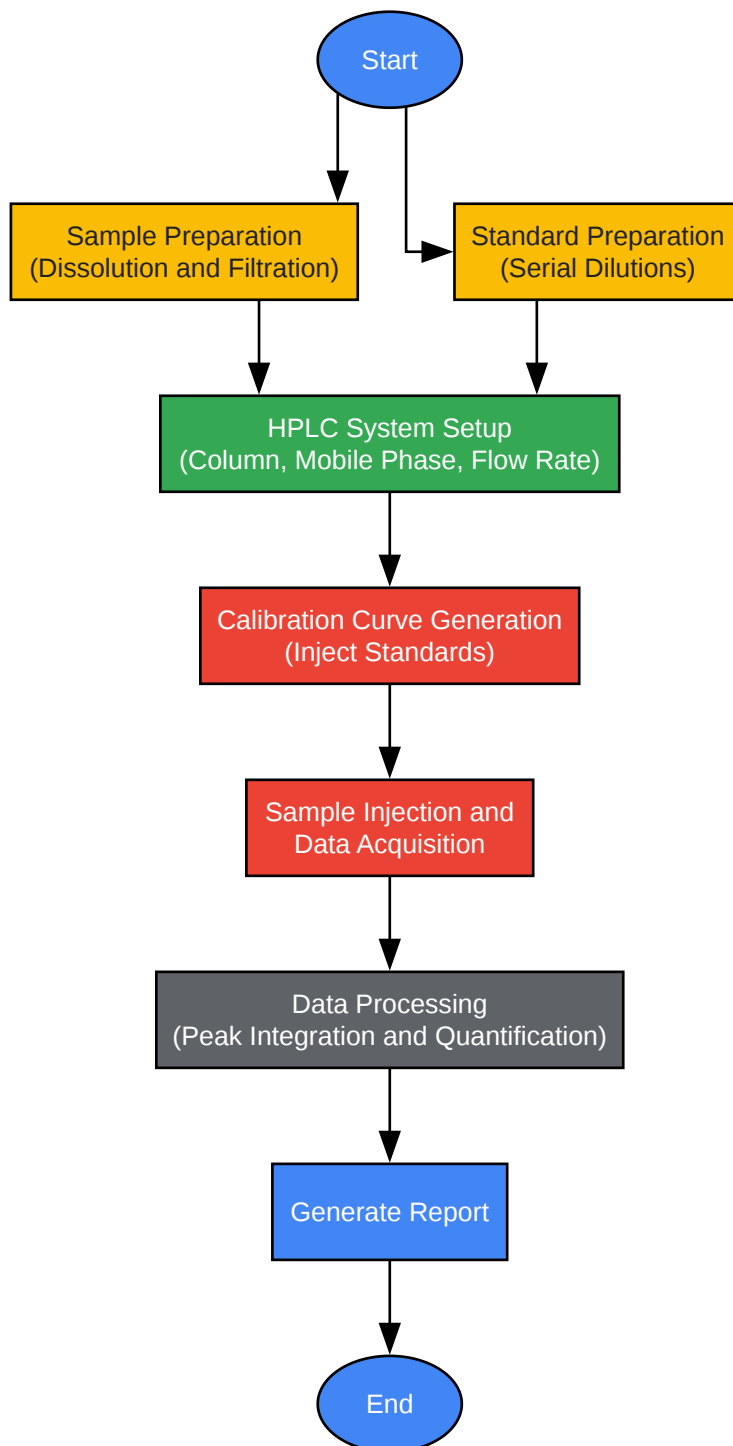 Start
Sample Preparation
(Dissolution and Filtration)
Standard Preparation
(Serial Dilutions)
HPLC System Setup
(Column, Mobile Phase, Flow Rate)
Calibration Curve Generation
(Inject Standards)
Sample Injection and
Data Acquisition
Data Processing
(Peak Integration and Quantification)
Generate Report
End